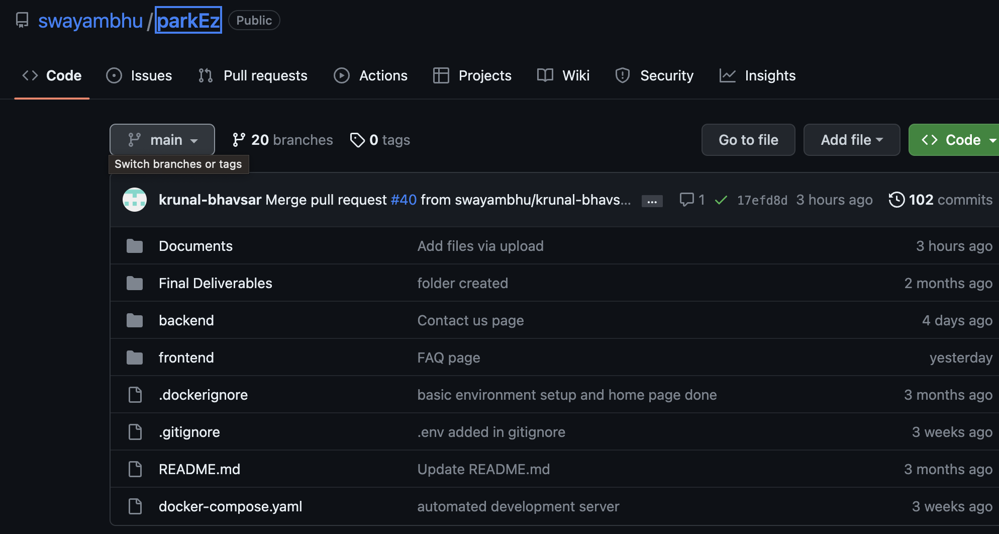 swayambhu / parkEz Public
Code Issues Pull requests Actions Projects Wiki Security Insights
main 20 branches 0 tags Go to file Add file Code
Switch branches or tags
krunal-bhavsar Merge pull request #40 from swayambhu/krunal-bhavs... ... 1 17efd8d 3 hours ago 102 commits
Documents Add files via upload 3 hours ago
Final Deliverables folder created 2 months ago
backend Contact us page 4 days ago
frontend FAQ page yesterday
.dockerignore basic environment setup and home page done 3 months ago
.gitignore .env added in gitignore 3 weeks ago
README.md Update README.md 3 months ago
docker-compose.yaml automated development server 3 weeks ago